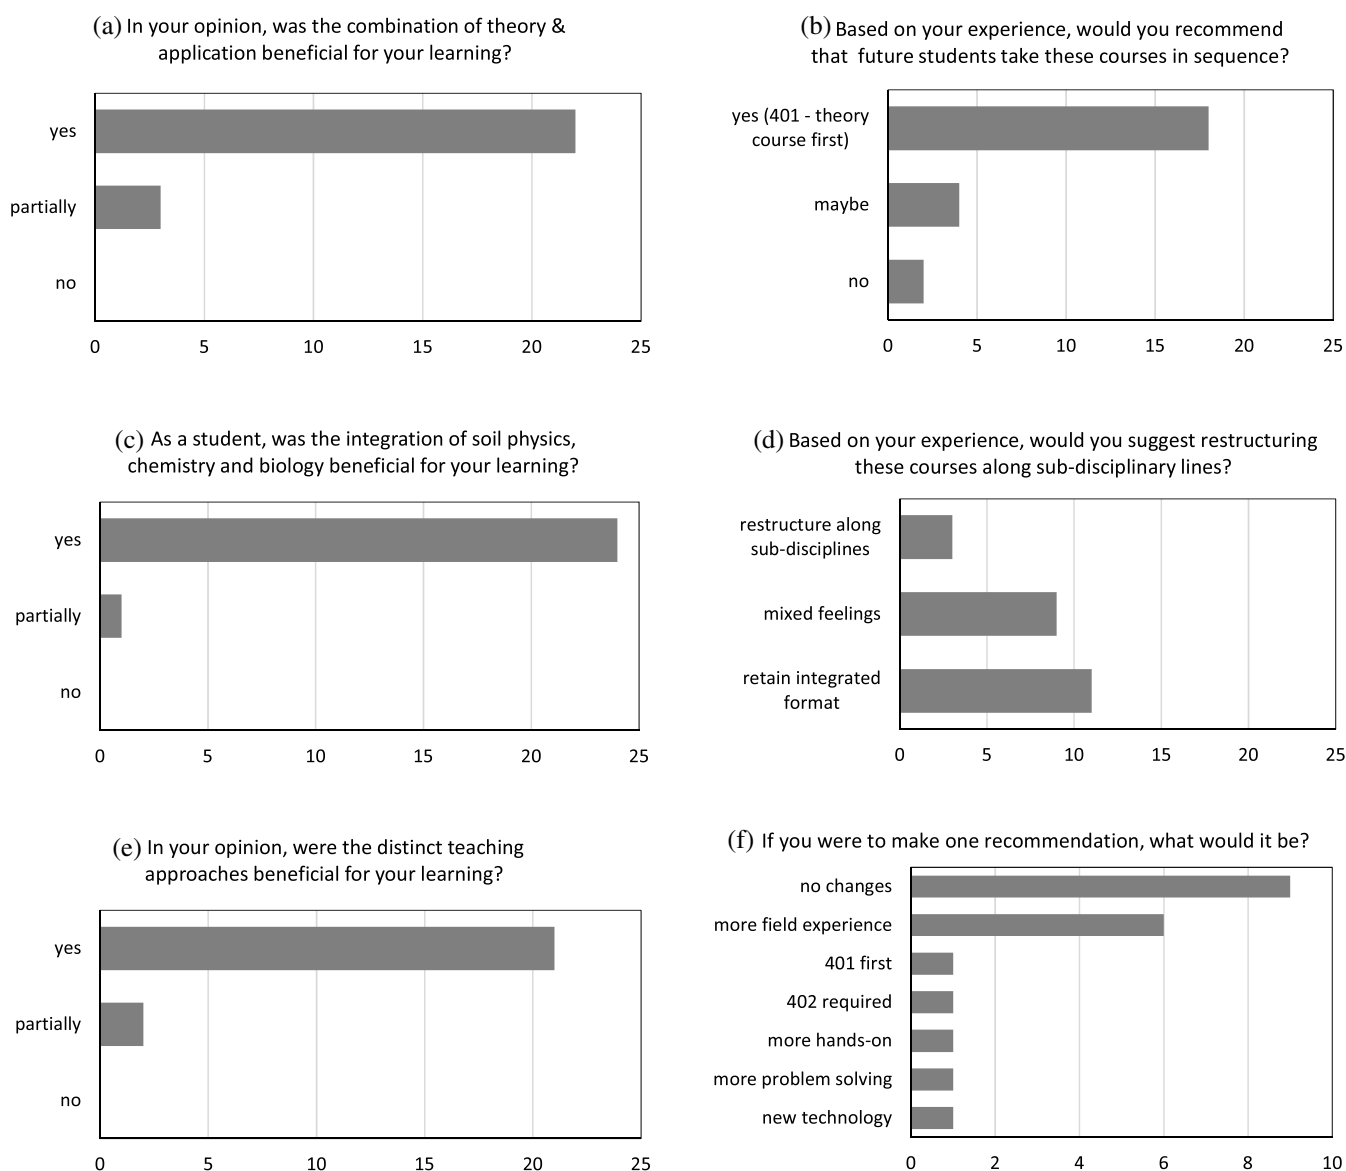 (a) In your opinion, was the combination of theory &
application beneficial for your learning?
yes
partially
no
0 5 10 15 20 25
(b) Based on your experience, would you recommend
that future students take these courses in sequence?
yes (401 - theory
course first)
maybe
no
0 5 10 15 20 25
(c) As a student, was the integration of soil physics,
chemistry and biology beneficial for your learning?
yes
partially
no
0 5 10 15 20 25
(d) Based on your experience, would you suggest restructuring
these courses along sub-disciplinary lines?
restructure along
sub-disciplines
mixed feelings
retain integrated
format
0 5 10 15 20 25
(e) In your opinion, were the distinct teaching
approaches beneficial for your learning?
yes
partially
no
0 5 10 15 20 25
(f) If you were to make one recommendation, what would it be?
no changes
more field experience
401 first
402 required
more hands-on
more problem solving
new technology
0 2 4 6 8 10